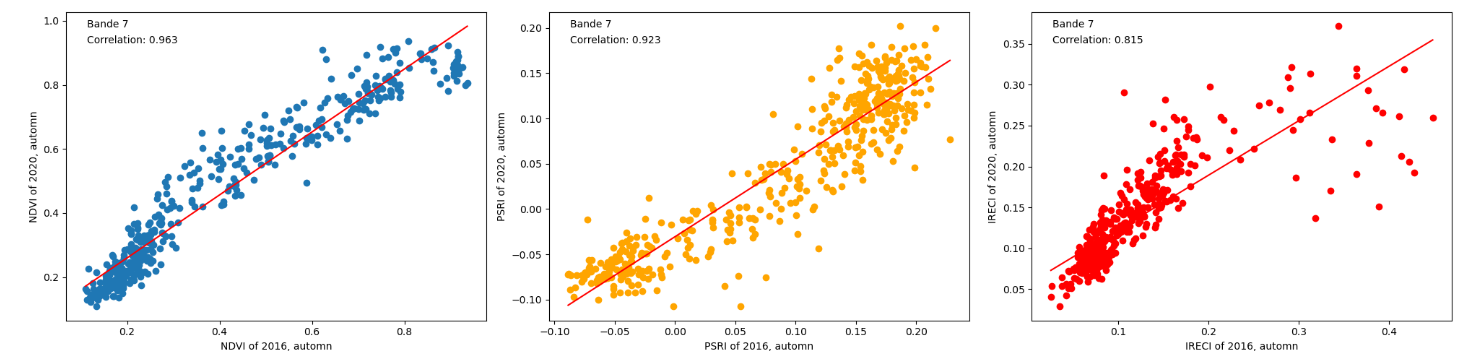 Bande 7
Correlation: 0.963
1.0
0.8
0.6
0.4
0.2
NDVI of 2020, automn
0.2 0.4 0.6 0.8
NDVI of 2016, automn
Bande 7
Correlation: 0.923
0.20
0.15
0.10
0.05
0.00
−0.05
−0.10
PSRI of 2020, automn
−0.10 −0.05 0.00 0.05 0.10 0.15 0.20
PSRI of 2016, automn
Bande 7
Correlation: 0.815
0.35
0.30
0.25
0.20
0.15
0.10
0.05
IRECI of 2020, automn
0.1 0.2 0.3 0.4
IRECI of 2016, automn